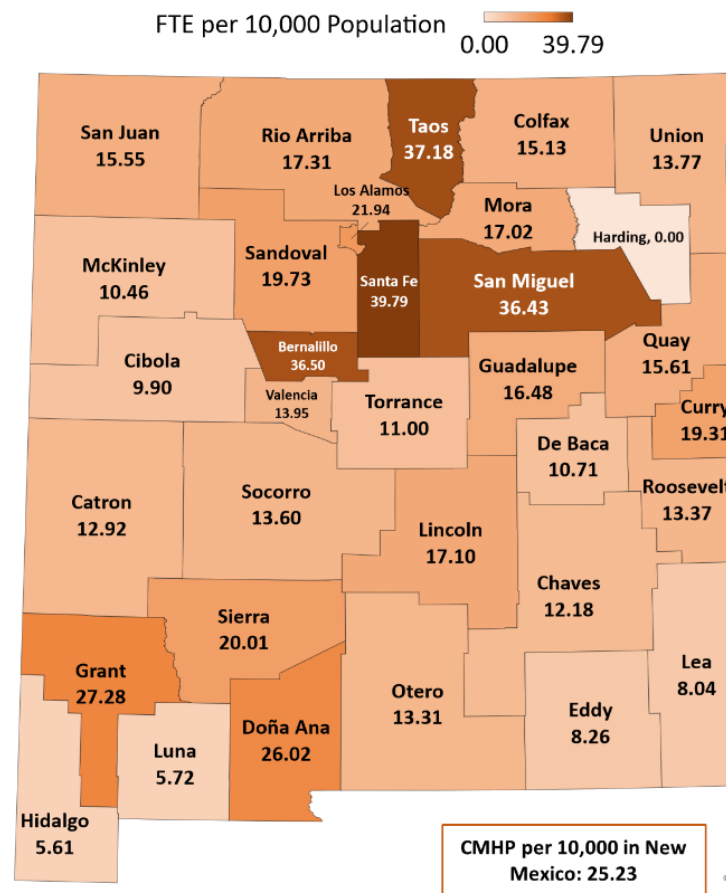 FTE per 10,000 Population
0.00 39.79
San Juan
15.55
Rio Arriba
17.31
Taos
37.18
Colfax
15.13
Union
13.77
Los Alamos
21.94
Mora
17.02
Harding, 0.00
McKinley
10.46
Sandoval
19.73
Santa Fe
39.79
San Miguel
36.43
Cibola
9.90
Bernalillo
36.50
Valencia
13.95
Torrance
11.00
Guadalupe
16.48
Quay
15.61
Curry
19.31
De Baca
10.71
Roosevelt
13.37
Catron
12.92
Socorro
13.60
Lincoln
17.10
Chaves
12.18
Sierra
20.01
Grant
27.28
Lea
8.04
Otero
13.31
Eddy
8.26
Doña Ana
26.02
Luna
5.72
Hidalgo
5.61
CMHP per 10,000 in New
Mexico: 25.23